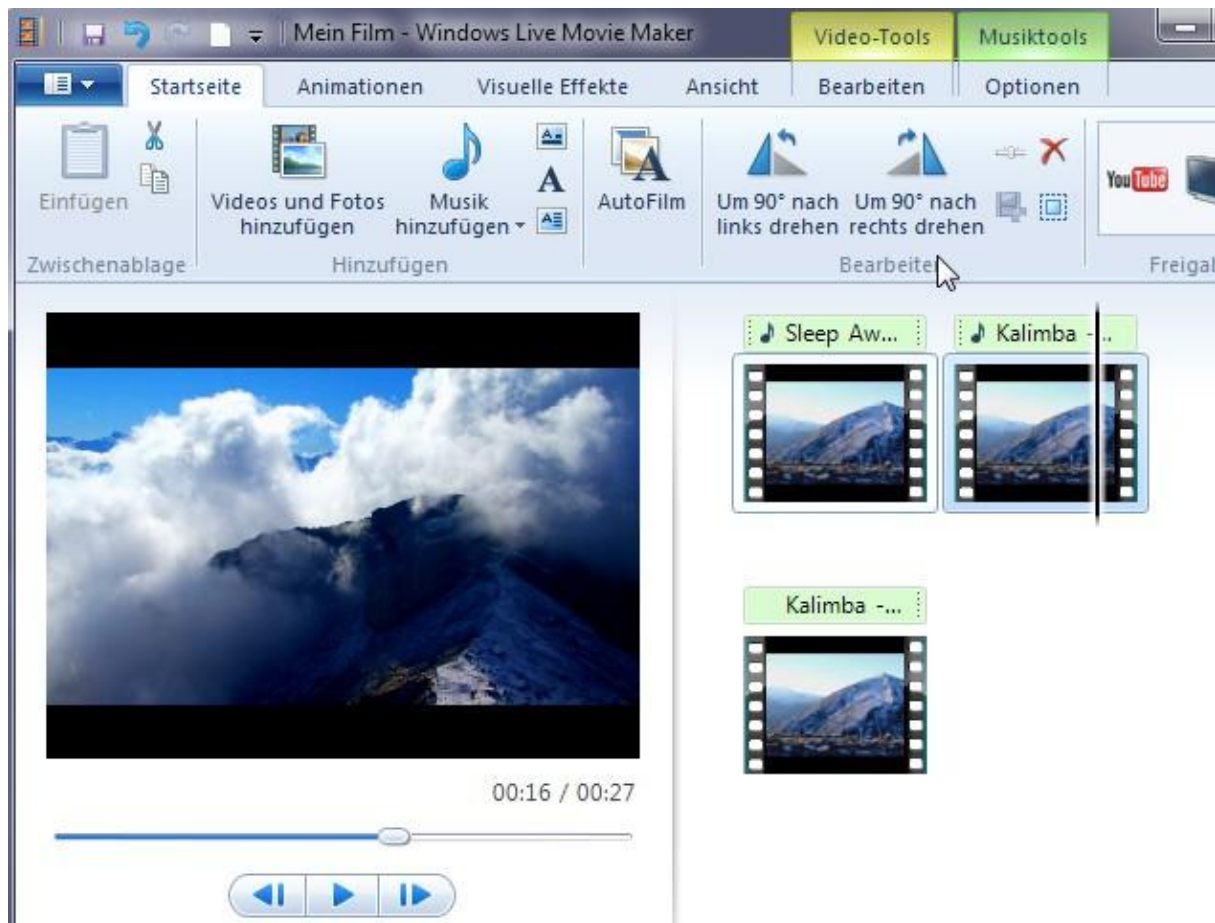 Mein Film - Windows Live Movie Maker
Video-Tools
Musiktools
Startseite
Animationen
Visuelle Effekte
Ansicht
Bearbeiten
Optionen
Einfügen
Videos und Fotos
hinzufügen
Musik
hinzufügen
A
AutoFilm
Um 90° nach
links drehen
Um 90° nach
rechts drehen
YouTube
Zwischenablage
Hinzufügen
Bearbeiten
Freigab
Sleep Aw...
Kalimba -...
Kalimba -...
00:16 / 00:27